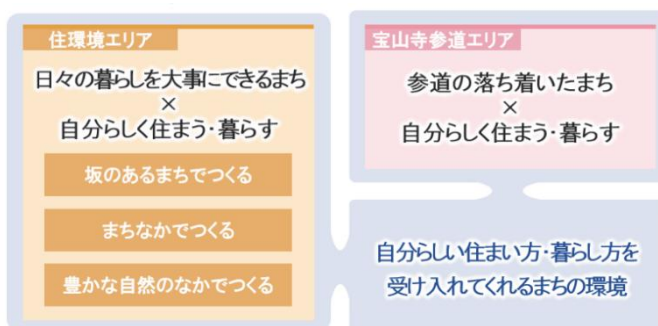 住環境エリア
日々の暮らしを大事にできるまち
×
自分らしく住まう・暮らす
坂のあるまちでつくる
まちなかでつくる
豊かな自然のなかでつくる
宝山寺参道エリア
参道の落ち着いたまち
×
自分らしく住まう・暮らす
自分らしい住まい方・暮らし方を
受け入れてくれるまちの環境